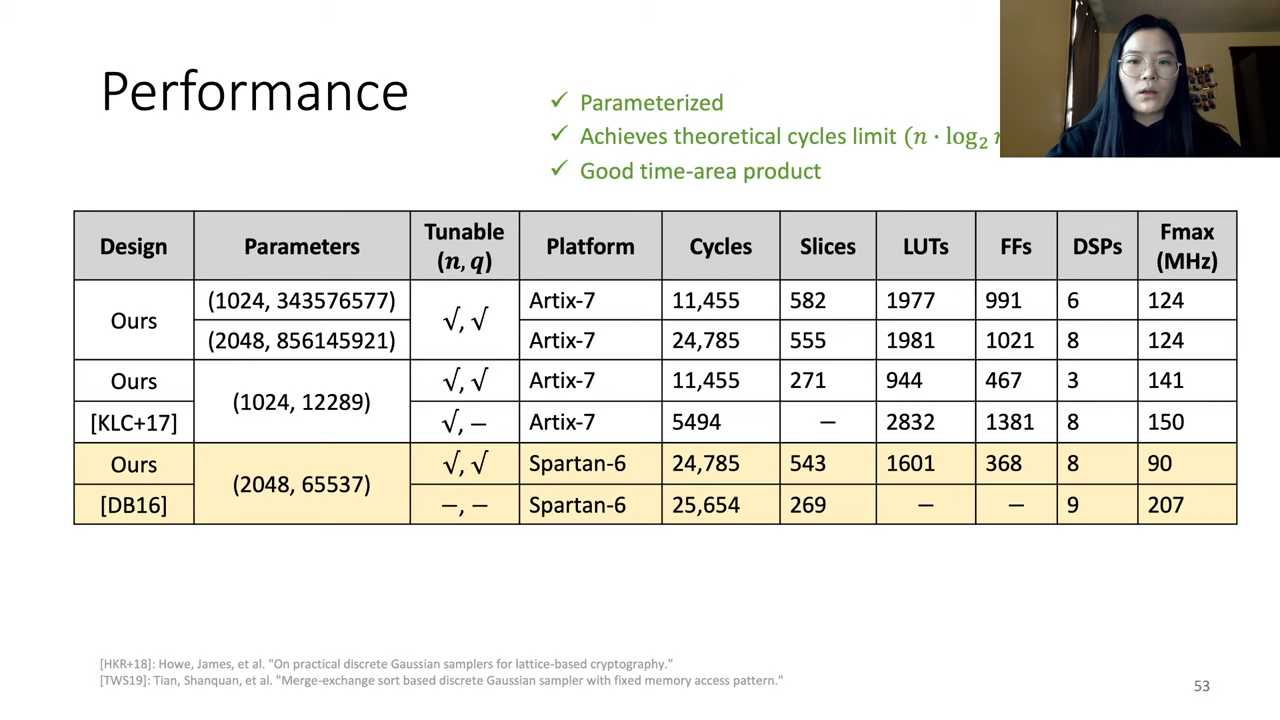 Performance
✓ Parameterized
✓ Achieves theoretical cycles limit (n · log₂
✓ Good time-area product
Design Parameters Tunable (n, q) Platform Cycles Slices LUTs FFs DSPs Fmax (MHz)
Ours (1024, 343576577) √, √ Artix-7 11,455 582 1977 991 6 124
(2048, 856145921) Artix-7 24,785 555 1981 1021 8 124
Ours (1024, 12289) √, √ Artix-7 11,455 271 944 467 3 141
[KLC+17] √, – Artix-7 5494 – 2832 1381 8 150
Ours (2048, 65537) √, √ Spartan-6 24,785 543 1601 368 8 90
[DB16] –, – Spartan-6 25,654 269 – – 9 207
[HKR+18]: Howe, James, et al. "On practical discrete Gaussian samplers for lattice-based cryptography."
[TWS19]: Tian, Shanquan, et al. "Merge-exchange sort based discrete Gaussian sampler with fixed memory access pattern."
53